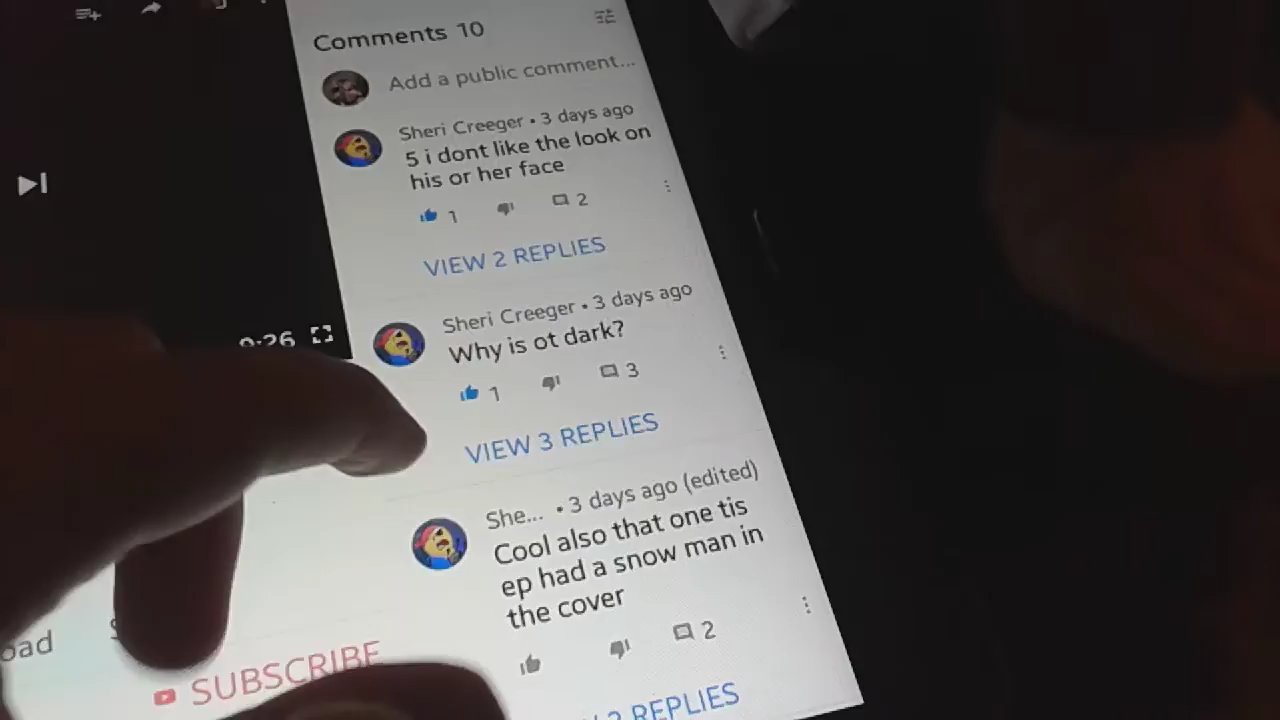 Comments 10
Add a public comment...
Sheri Creeger • 3 days ago
5 i dont like the look on
his or her face
1
2
VIEW 2 REPLIES
Sheri Creeger • 3 days ago
Why is ot dark?
1
3
VIEW 3 REPLIES
She... • 3 days ago (edited)
Cool also that one tis
ep had a snow man in
the cover
2
REPLIES
0:26
oad
SUBSCRIBE